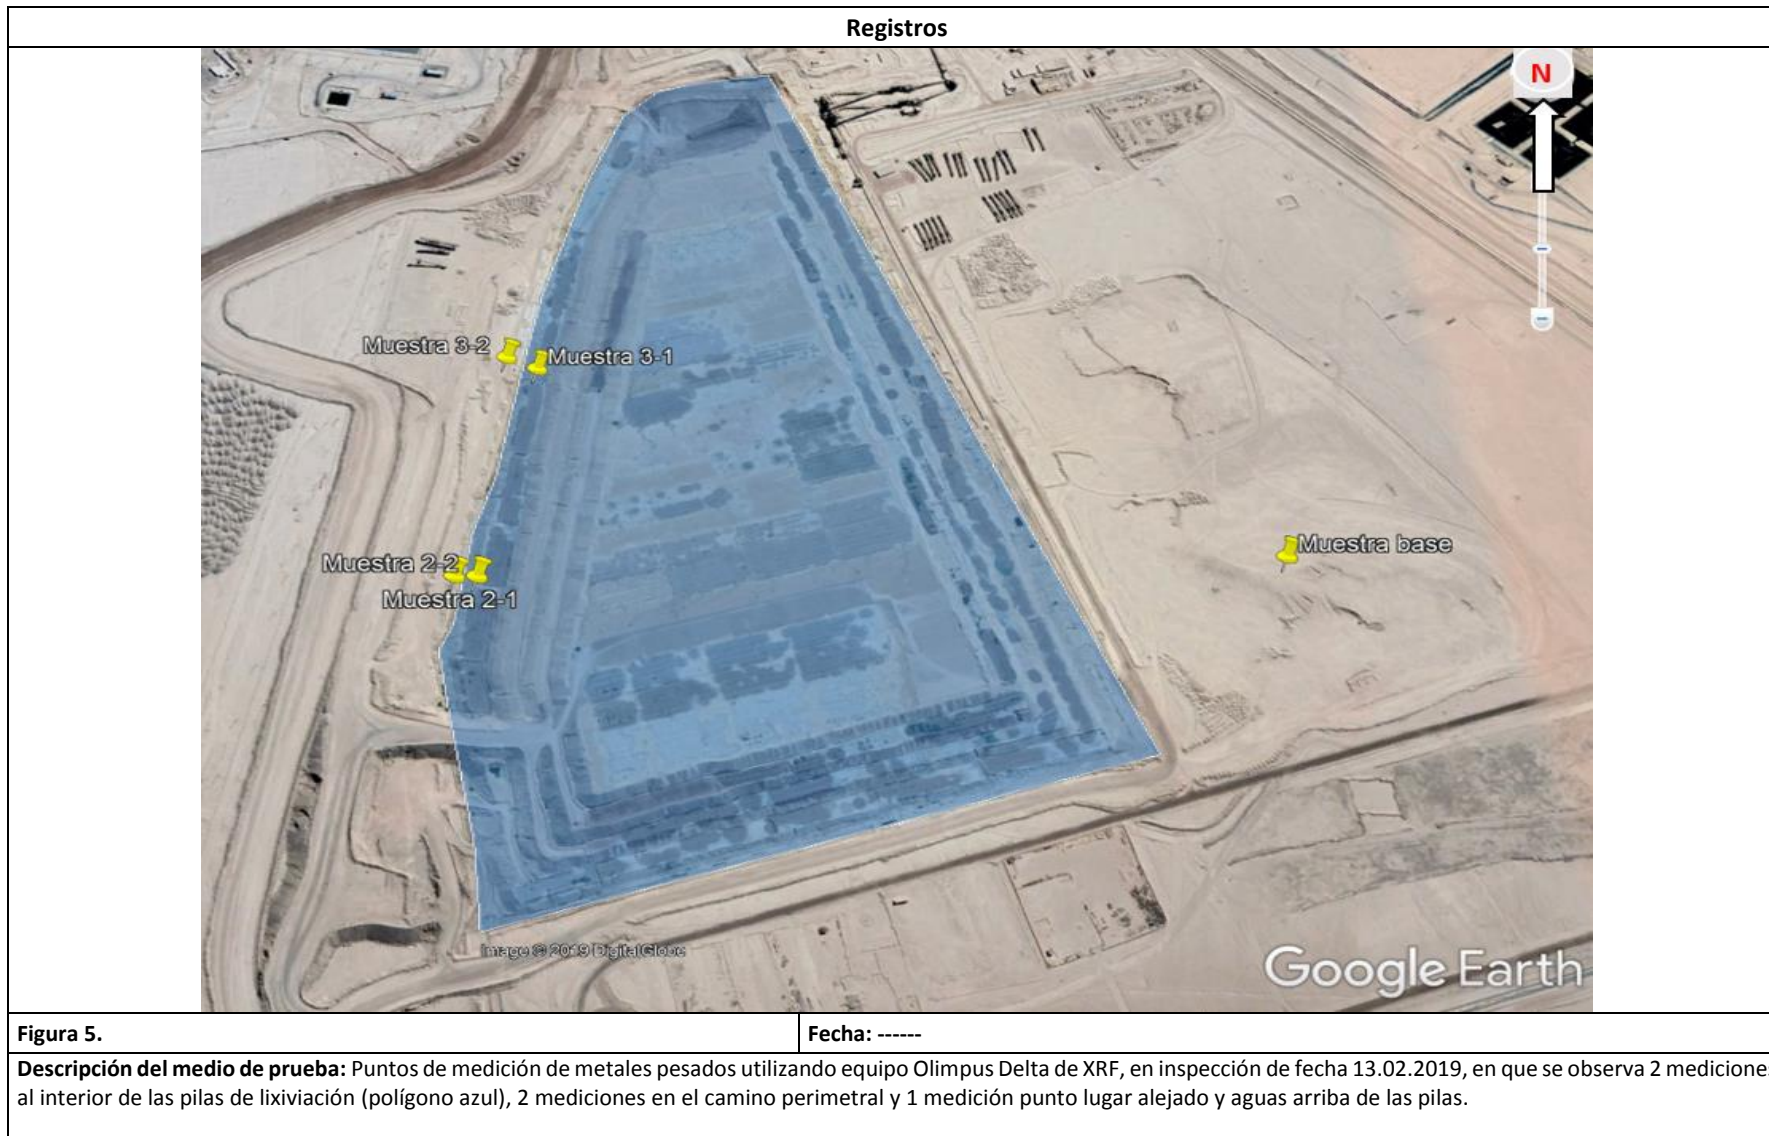 Registros
N
Muestra 3-2
Muestra 3-1
Muestra 2-2
Muestra 2-1
Muestra base
Image © 2019 DigitalGlobe
Google Earth
Figura 5.
Fecha: ------
Descripción del medio de prueba: Puntos de medición de metales pesados utilizando equipo Olimpus Delta de XRF, en inspección de fecha 13.02.2019, en que se observa 2 medicione
al interior de las pilas de lixiviación (polígono azul), 2 mediciones en el camino perimetral y 1 medición punto lugar alejado y aguas arriba de las pilas.